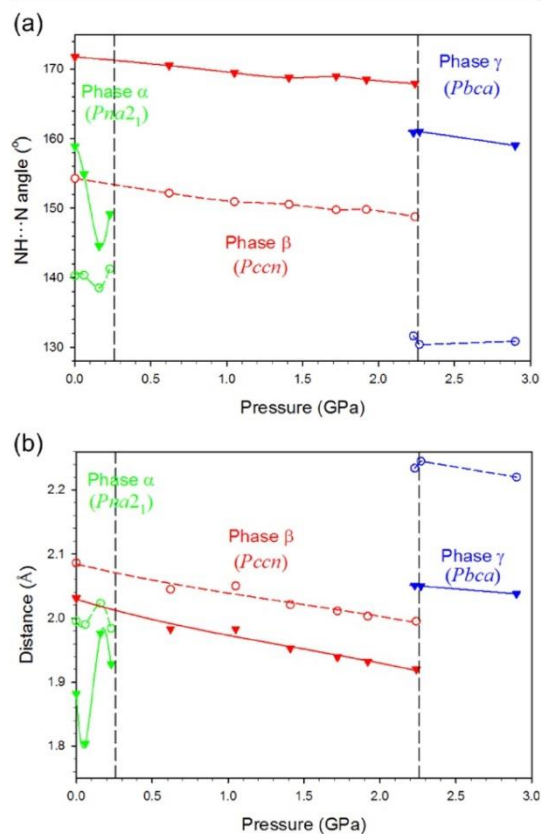 (a)
170
160
150
140
130
NH···N angle (°)
Phase α
(Pna2₁)
Phase β
(Pccn)
Phase γ
(Pbca)
0.0 0.5 1.0 1.5 2.0 2.5 3.0
Pressure (GPa)
(b)
2.2
2.1
2.0
1.9
1.8
Distance (Å)
Phase α
(Pna2₁)
Phase β
(Pccn)
Phase γ
(Pbca)
0.0 0.5 1.0 1.5 2.0 2.5 3.0
Pressure (GPa)